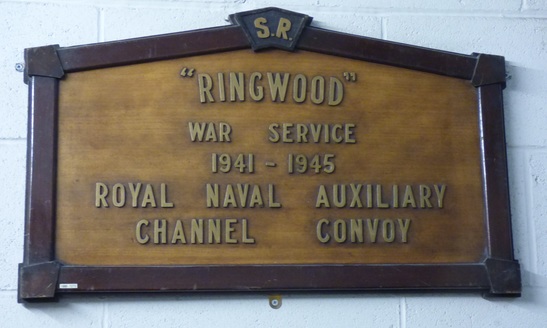 S.R.
"RINGWOOD"
WAR SERVICE
1941 - 1945
ROYAL NAVAL AUXILIARY
CHANNEL CONVOY